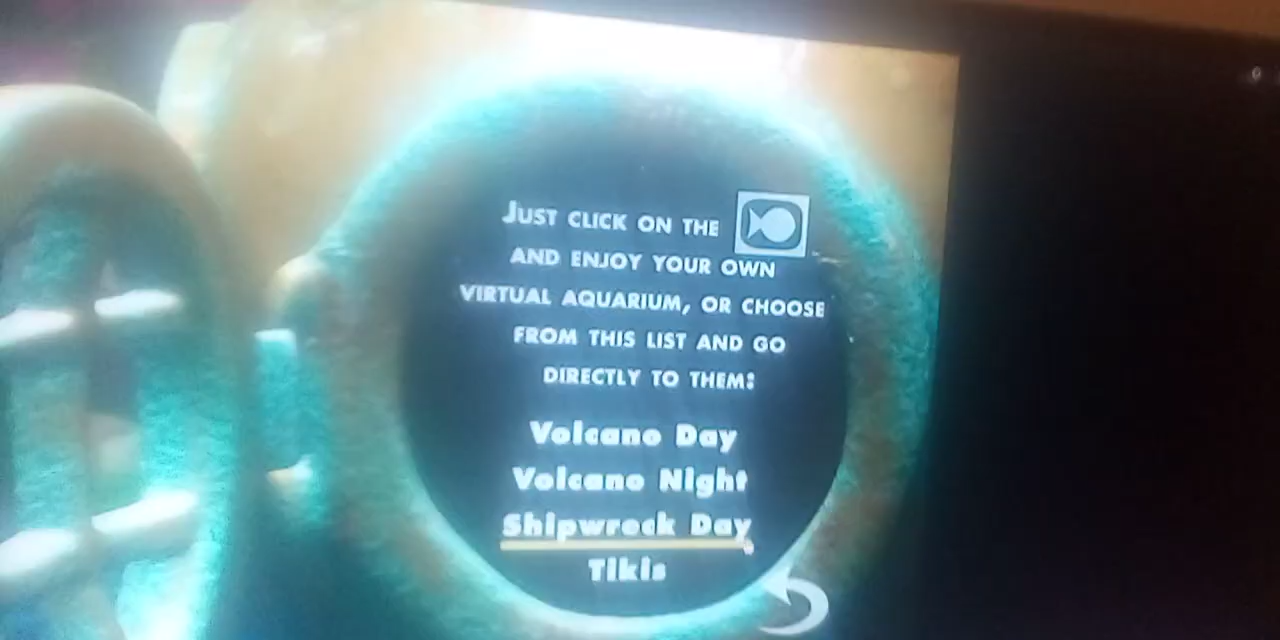 Just click on the
and enjoy your own
virtual aquarium, or choose
from this list and go
directly to them:
Volcano Day
Volcano Night
Shipwreck Day
Tikis